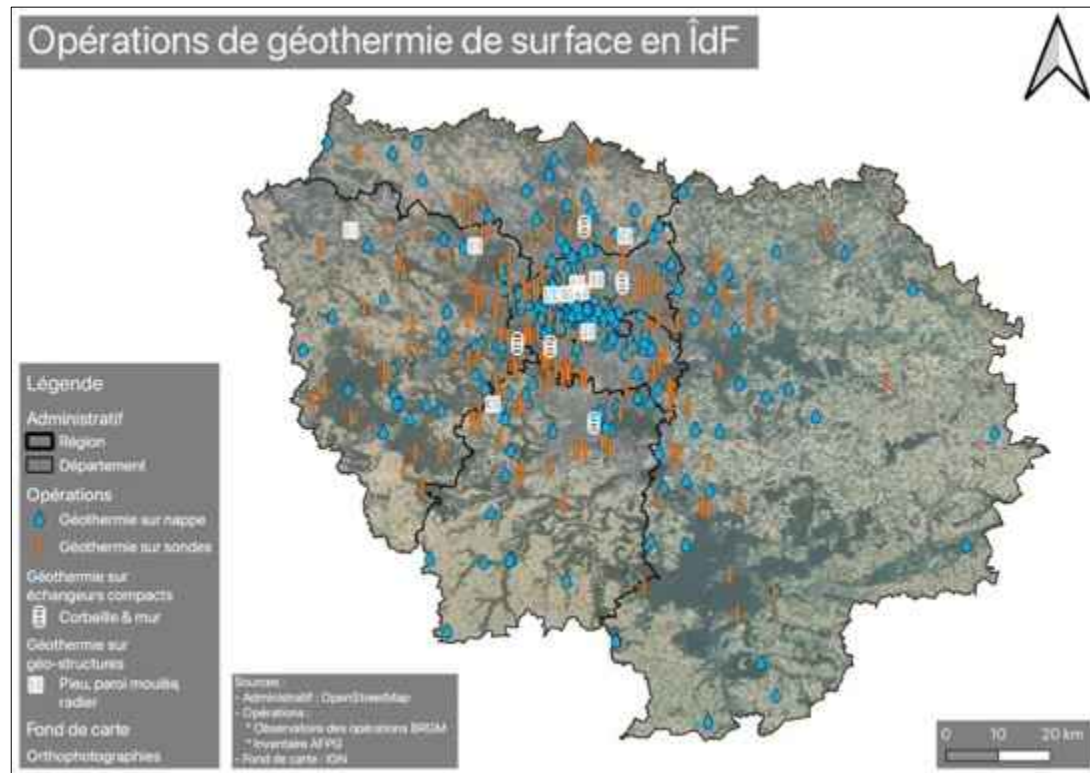 Opérations de géothermie de surface en ÎdF
Légende
Administratif
Région
Département
Opérations
Géothermie sur nappe
Géothermie sur sondes
Géothermie sur
échangeurs compacts
Corbeille & mur
Géothermie sur
géo-structures
Pieu, paroi moulée,
radier
Fond de carte
Orthophotographies
Sources :
- Administratif : OpenStreetMap
- Opérations :
* Observatoire des opérations BRGM
* Inventaire AFPG
- Fond de carte : IGN
0 10 20 km